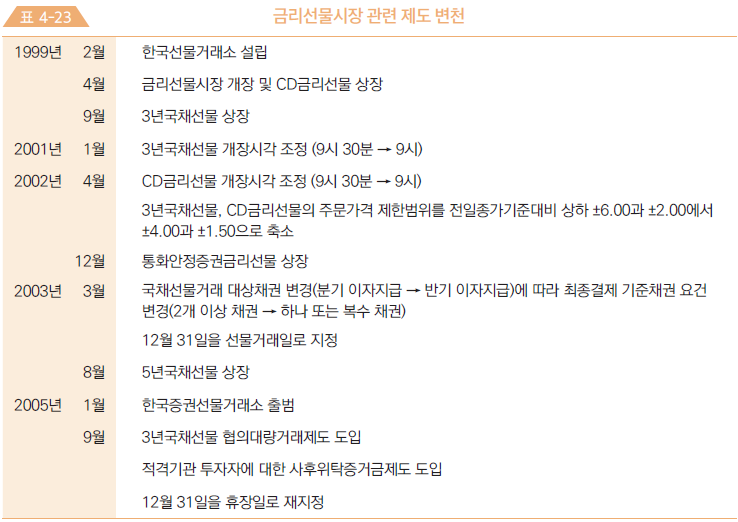 표 4-23 금리선물시장 관련 제도 변천
1999년 2월 한국선물거래소 설립
4월 금리선물시장 개장 및 CD금리선물 상장
9월 3년국채선물 상장
2001년 1월 3년국채선물 개장시각 조정 (9시 30분 → 9시)
2002년 4월 CD금리선물 개장시각 조정 (9시 30분 → 9시)
3년국채선물, CD금리선물의 주문가격 제한범위를 전일종가기준대비 상하 ±6.00과 ±2.00에서
±4.00과 ±1.50으로 축소
12월 통화안정증권금리선물 상장
2003년 3월 국채선물거래 대상채권 변경(분기 이자지급 → 반기 이자지급)에 따라 최종결제 기준채권 요건
변경(2개 이상 채권 → 하나 또는 복수 채권)
12월 31일을 선물거래일로 지정
8월 5년국채선물 상장
2005년 1월 한국증권선물거래소 출범
9월 3년국채선물 협의대량거래제도 도입
적격기관 투자자에 대한 사후위탁증거금제도 도입
12월 31일을 휴장일로 재지정